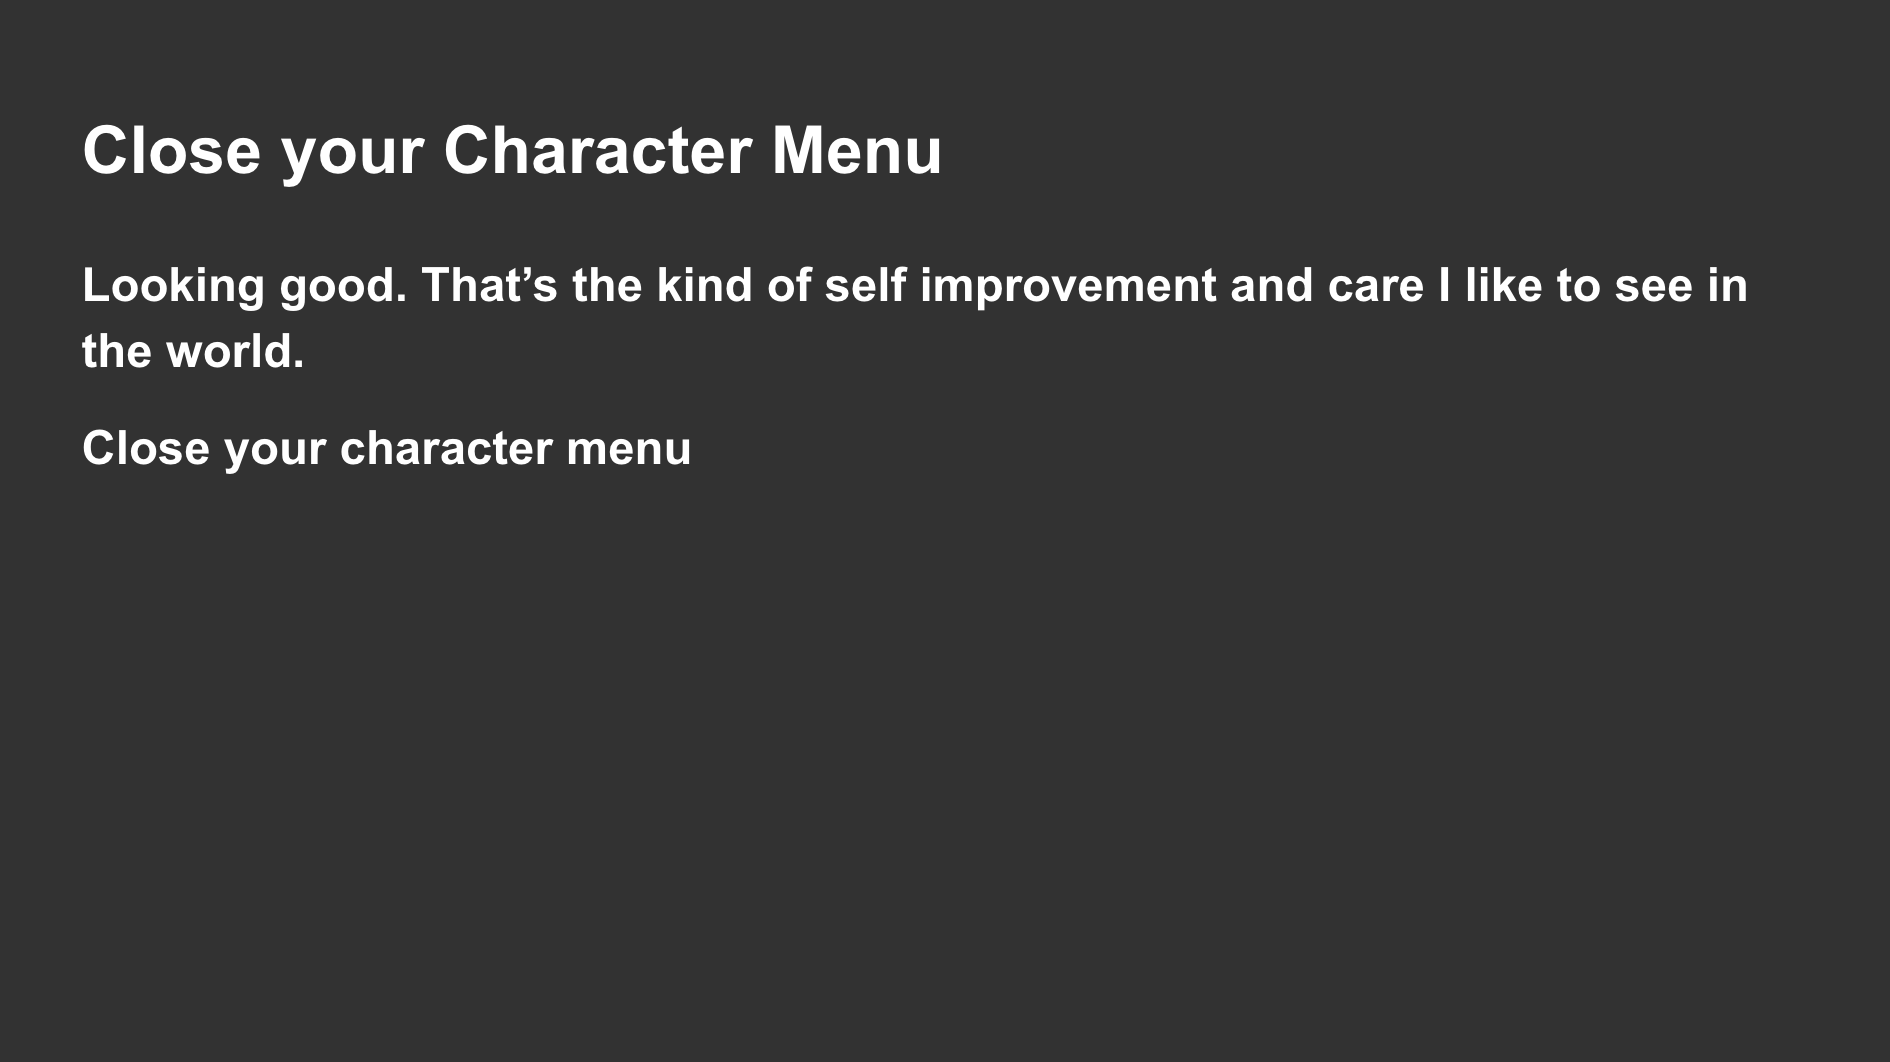 Close your Character Menu
Looking good. That’s the kind of self improvement and care I like to see in
the world.
Close your character menu